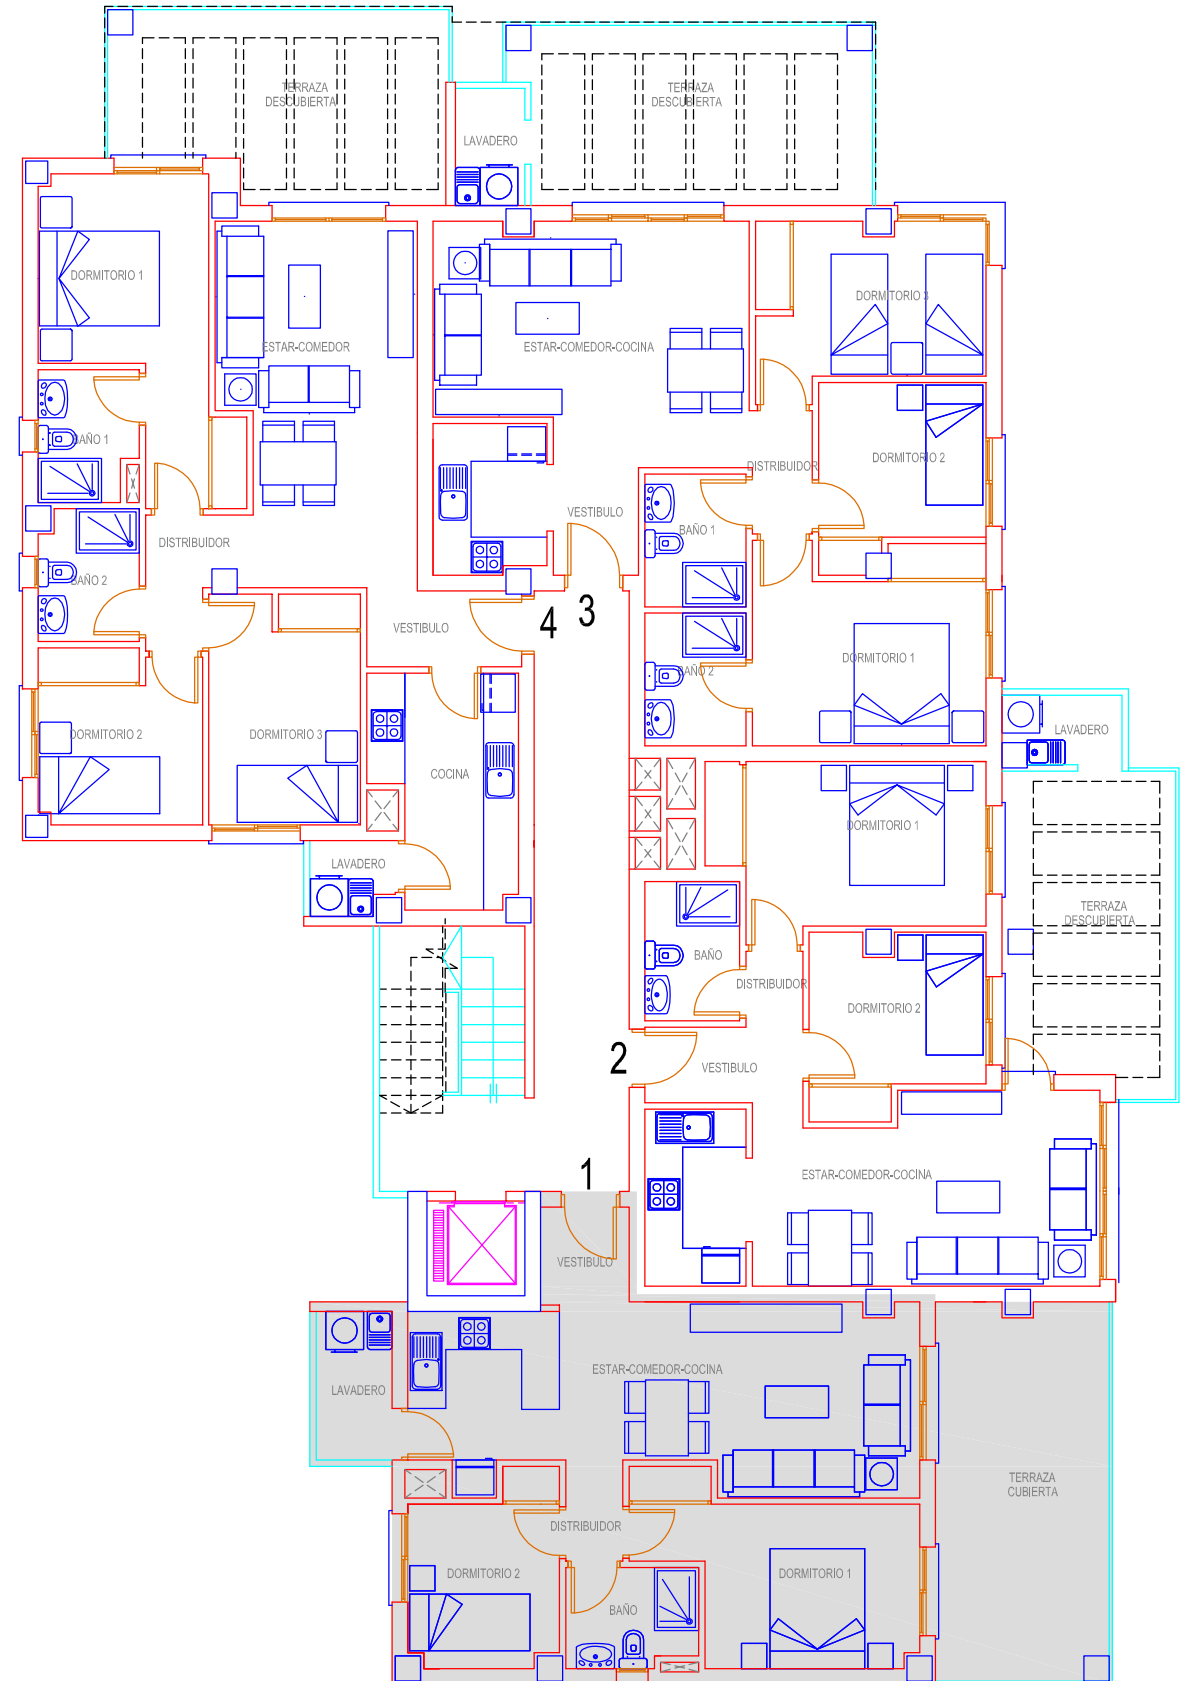 TERRAZA
DESCUBIERTA
TERRAZA
DESCUBIERTA
LAVADERO
DORMITORIO 1
ESTAR-COMEDOR
ESTAR-COMEDOR-COCINA
DORMITORIO 3
BAÑO 1
DISTRIBUIDOR
DORMITORIO 2
VESTIBULO
BAÑO 1
DISTRIBUIDOR
BAÑO 2
4
3
VESTIBULO
DORMITORIO 1
BAÑO 2
DORMITORIO 2
DORMITORIO 3
LAVADERO
COCINA
DORMITORIO 1
LAVADERO
TERRAZA
DESCUBIERTA
BAÑO
DISTRIBUIDOR
DORMITORIO 2
2
VESTIBULO
1
ESTAR-COMEDOR-COCINA
VESTIBULO
ESTAR-COMEDOR-COCINA
LAVADERO
TERRAZA
CUBIERTA
DISTRIBUIDOR
DORMITORIO 2
DORMITORIO 1
BAÑO